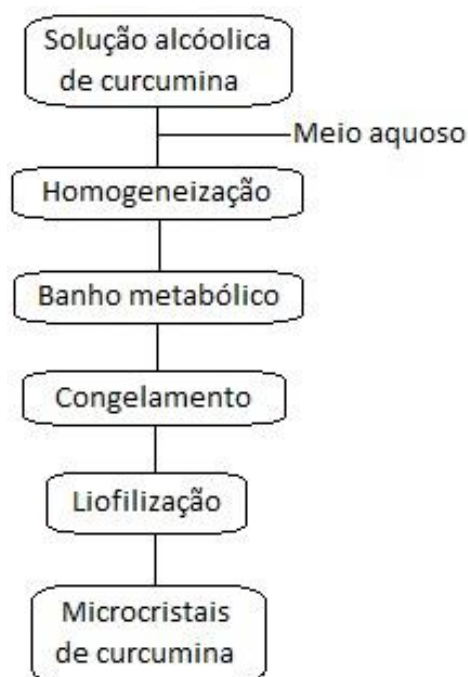 Solução alcóolica
de curcumina
Meio aquoso
Homogeneização
Banho metabólico
Congelamento
Liofilização
Microcristais
de curcumina